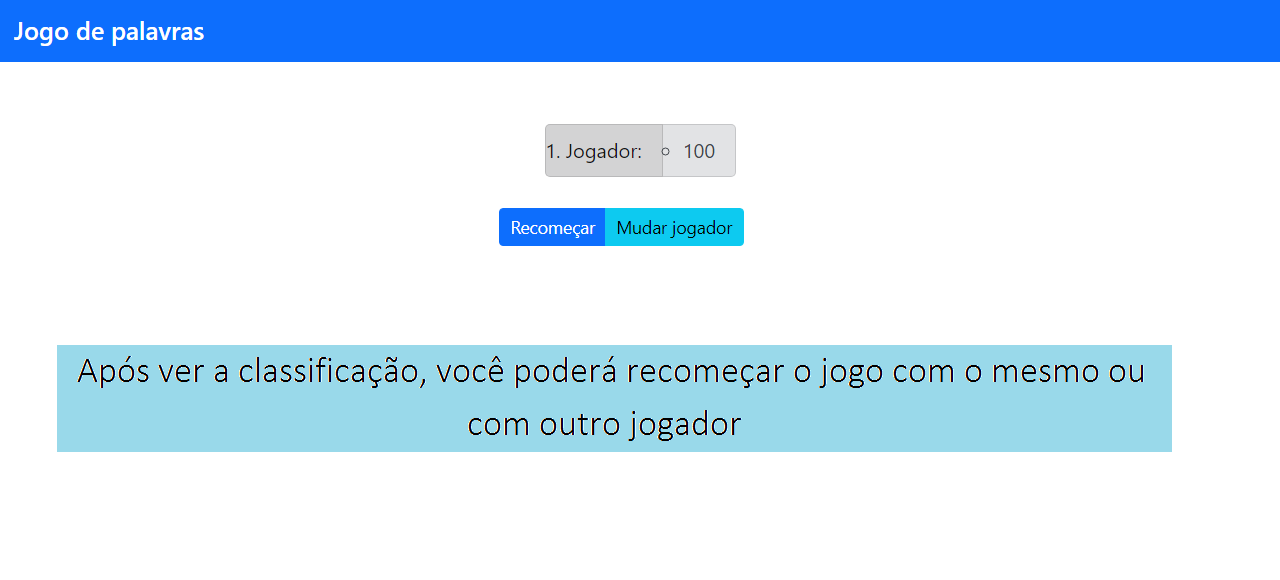 Jogo de palavras
1. Jogador: 100
Recomeçar Mudar jogador
Após ver a classificação, você poderá recomeçar o jogo com o mesmo ou
com outro jogador